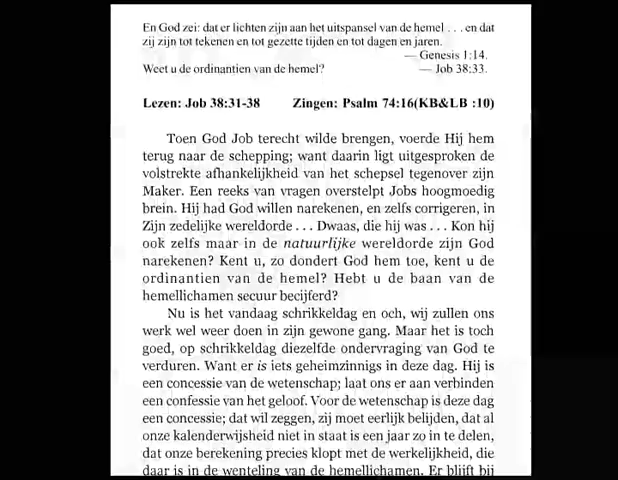 En God zei: dat er lichten zijn aan het uitspansel van de hemel . . . en dat
zij zijn tot tekenen en tot gezette tijden en tot dagen en jaren.
— Genesis 1:14.
Weet u de ordinantien van de hemel? — Job 38:33.
Lezen: Job 38:31-38 Zingen: Psalm 74:16(KB&LB :10)
Toen God Job terecht wilde brengen, voerde Hij hem
terug naar de schepping; want daarin ligt uitgesproken de
volstrekte afhankelijkheid van het schepsel tegenover zijn
Maker. Een reeks van vragen overstelpt Jobs hoogmoedig
brein. Hij had God willen narekenen, en zelfs corrigeren, in
Zijn zedelijke wereldorde . . . Dwaas, die hij was . . . Kon hij
ook zelfs maar in de natuurlijke wereldorde zijn God
narekenen? Kent u, zo dondert God hem toe, kent u de
ordinantien van de hemel? Hebt u de baan van de
hemellichamen secuur becijferd?
Nu is het vandaag schrikkeldag en och, wij zullen ons
werk wel weer doen in zijn gewone gang. Maar het is toch
goed, op schrikkeldag diezelfde ondervraging van God te
verduren. Want er is iets geheimzinnigs in deze dag. Hij is
een concessie van de wetenschap; laat ons er aan verbinden
een confessie van het geloof. Voor de wetenschap is deze dag
een concessie; dat wil zeggen, zij moet eerlijk belijden, dat al
onze kalenderwijsheid niet in staat is een jaar zo in te delen,
dat onze berekening precies klopt met de werkelijkheid, die
daar is in de wenteling van de hemellichamen. Er blijft bij